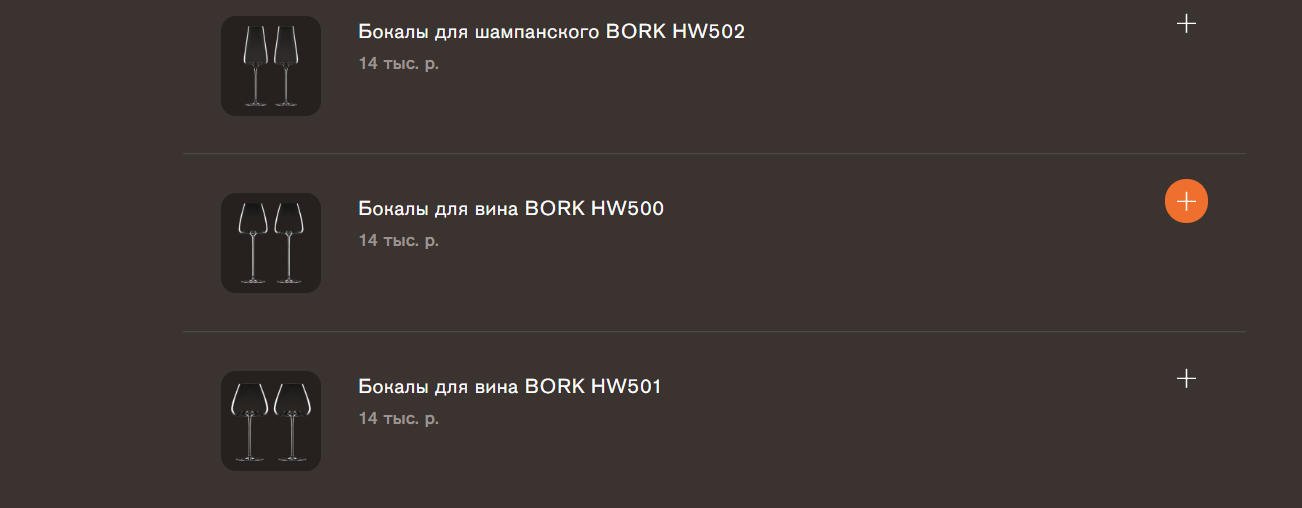 Бокалы для шампанского BORK HW502
14 тыс. р.
Бокалы для вина BORK HW500
14 тыс. р.
Бокалы для вина BORK HW501
14 тыс. р.